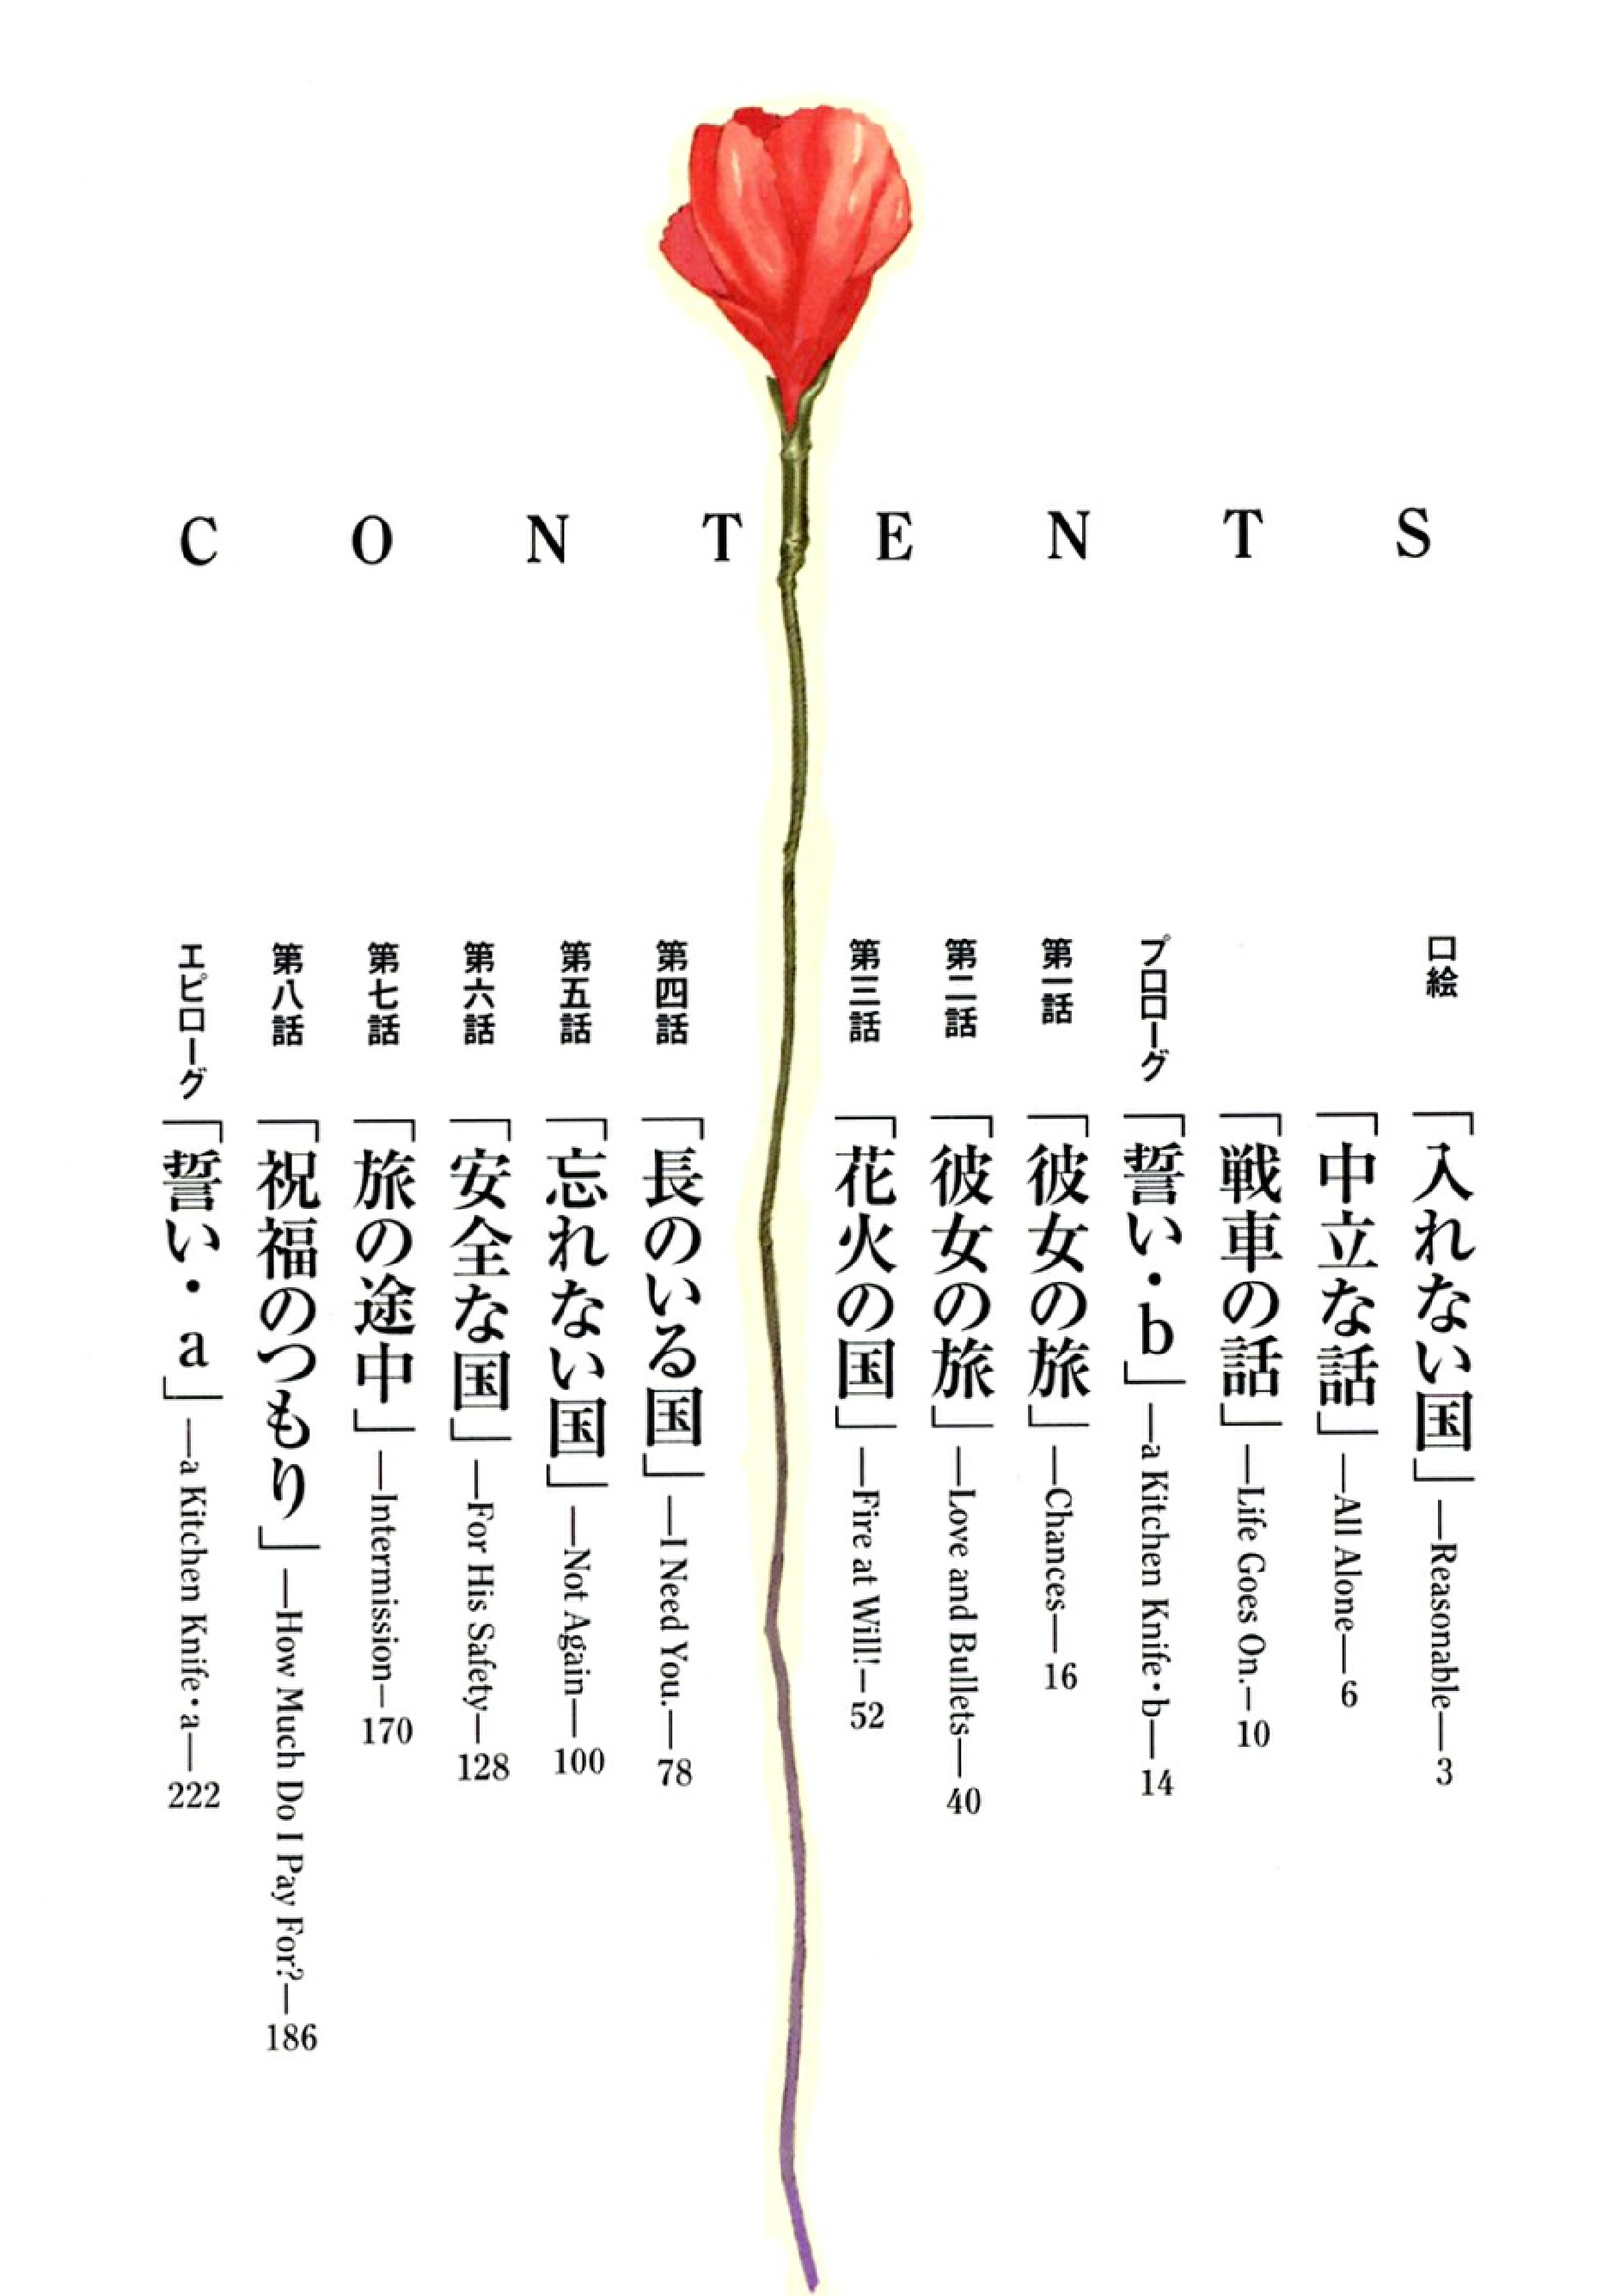 CONTENTS
口絵 「入れない国」—Reasonable—3
「中立な話」—All Alone—6
「戦車の話」—Life Goes On.—10
プロローグ 「誓い・b」—a Kitchen Knife・b—14
第一話 「彼女の旅」—Chances—16
第二話 「彼女の旅」—Love and Bullets—40
第三話 「花火の国」—Fire at Will!—52
第四話 「長のいる国」—I Need You.—78
第五話 「忘れない国」—Not Again—100
第六話 「安全な国」—For His Safety—128
第七話 「旅の途中」—Intermission—170
第八話 「祝福のつもり」—How Much Do I Pay For?—186
エピローグ 「誓い・a」—a Kitchen Knife・a—222